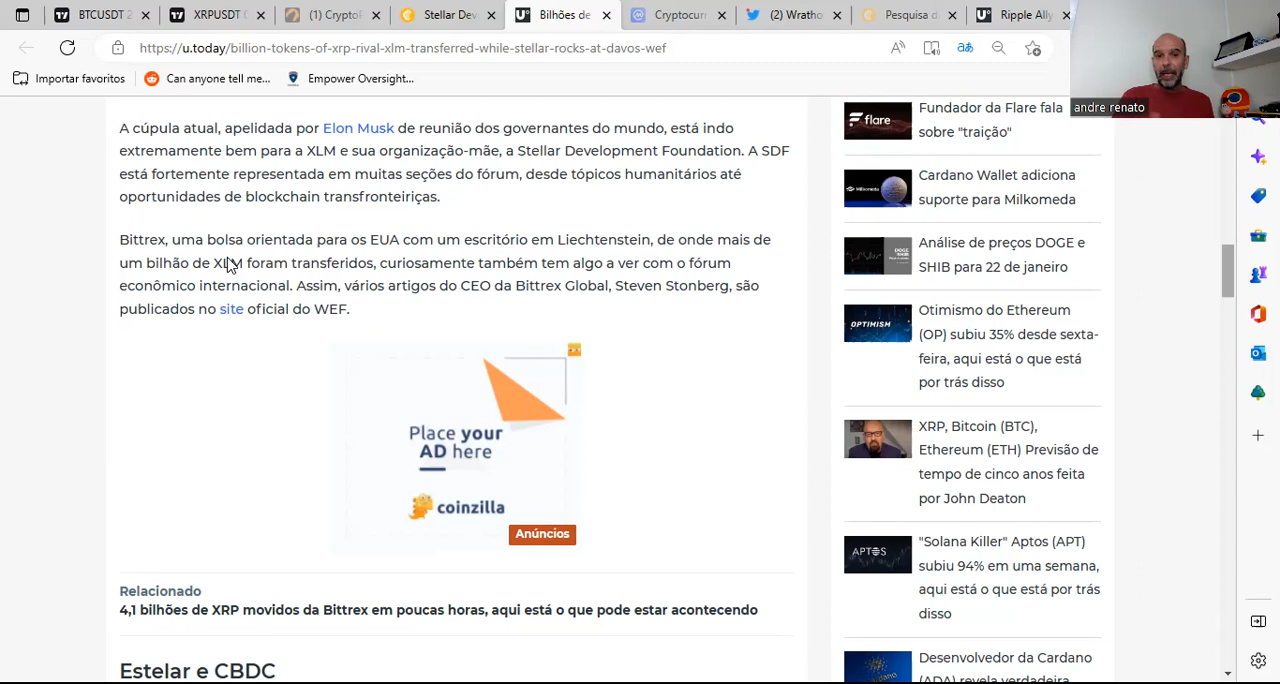 BTCUSDT 2
XRPUSDT
(1) CryptoF
Stellar Dev
Bilhões de
Cryptocurr
(2) Wratho
Pesquisa d
Ripple Ally
https://u.today/billion-tokens-of-xrp-rival-xlm-transferred-while-stellar-rocks-at-davos-wef
Importar favoritos
Can anyone tell me...
Empower Oversight...
andre renato
A cúpula atual, apelidada por Elon Musk de reunião dos governantes do mundo, está indo
extremamente bem para a XLM e sua organização-mãe, a Stellar Development Foundation. A SDF
está fortemente representada em muitas seções do fórum, desde tópicos humanitários até
oportunidades de blockchain transfronteiriças.
Bittrex, uma bolsa orientada para os EUA com um escritório em Liechtenstein, de onde mais de
um bilhão de XLM foram transferidos, curiosamente também tem algo a ver com o fórum
econômico internacional. Assim, vários artigos do CEO da Bittrex Global, Steven Stonberg, são
publicados no site oficial do WEF.
Place your
AD here
coinzilla
Anúncios
Relacionado
4,1 bilhões de XRP movidos da Bittrex em poucas horas, aqui está o que pode estar acontecendo
Estelar e CBDC
flare
Fundador da Flare fala
sobre "traição"
Milkomeda
Cardano Wallet adiciona
suporte para Milkomeda
Análise de preços DOGE e
SHIB para 22 de janeiro
OPTIMISM
Otimismo do Ethereum
(OP) subiu 35% desde sexta-
feira, aqui está o que está
por trás disso
XRP, Bitcoin (BTC),
Ethereum (ETH) Previsão de
tempo de cinco anos feita
por John Deaton
APTOS
"Solana Killer" Aptos (APT)
subiu 94% em uma semana,
aqui está o que está por trás
disso
Desenvolvedor da Cardano
(ADA) revela verdadeira